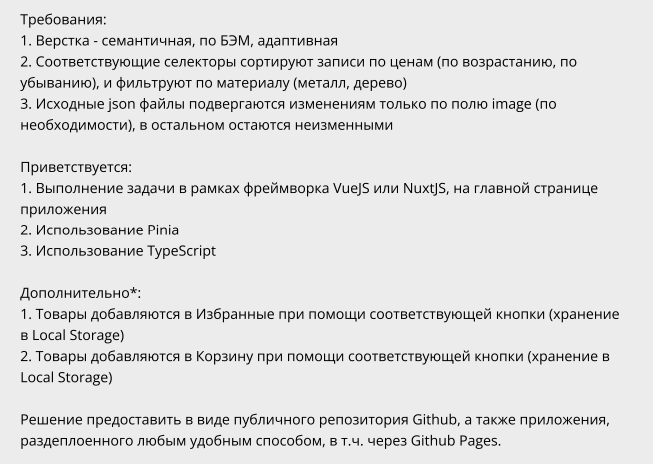 Требования:
1. Верстка - семантичная, по БЭМ, адаптивная
2. Соответствующие селекторы сортируют записи по ценам (по возрастанию, по
убыванию), и фильтруют по материалу (металл, дерево)
3. Исходные json файлы подвергаются изменениям только по полю image (по
необходимости), в остальном остаются неизменными
Приветствуется:
1. Выполнение задачи в рамках фреймворка VueJS или NuxtJS, на главной странице
приложения
2. Использование Pinia
3. Использование TypeScript
Дополнительно*:
1. Товары добавляются в Избранные при помощи соответствующей кнопки (хранение
в Local Storage)
2. Товары добавляются в Корзину при помощи соответствующей кнопки (хранение в
Local Storage)
Решение предоставить в виде публичного репозитория Github, а также приложения,
разdeплоенного любым удобным способом, в т.ч. через Github Pages.